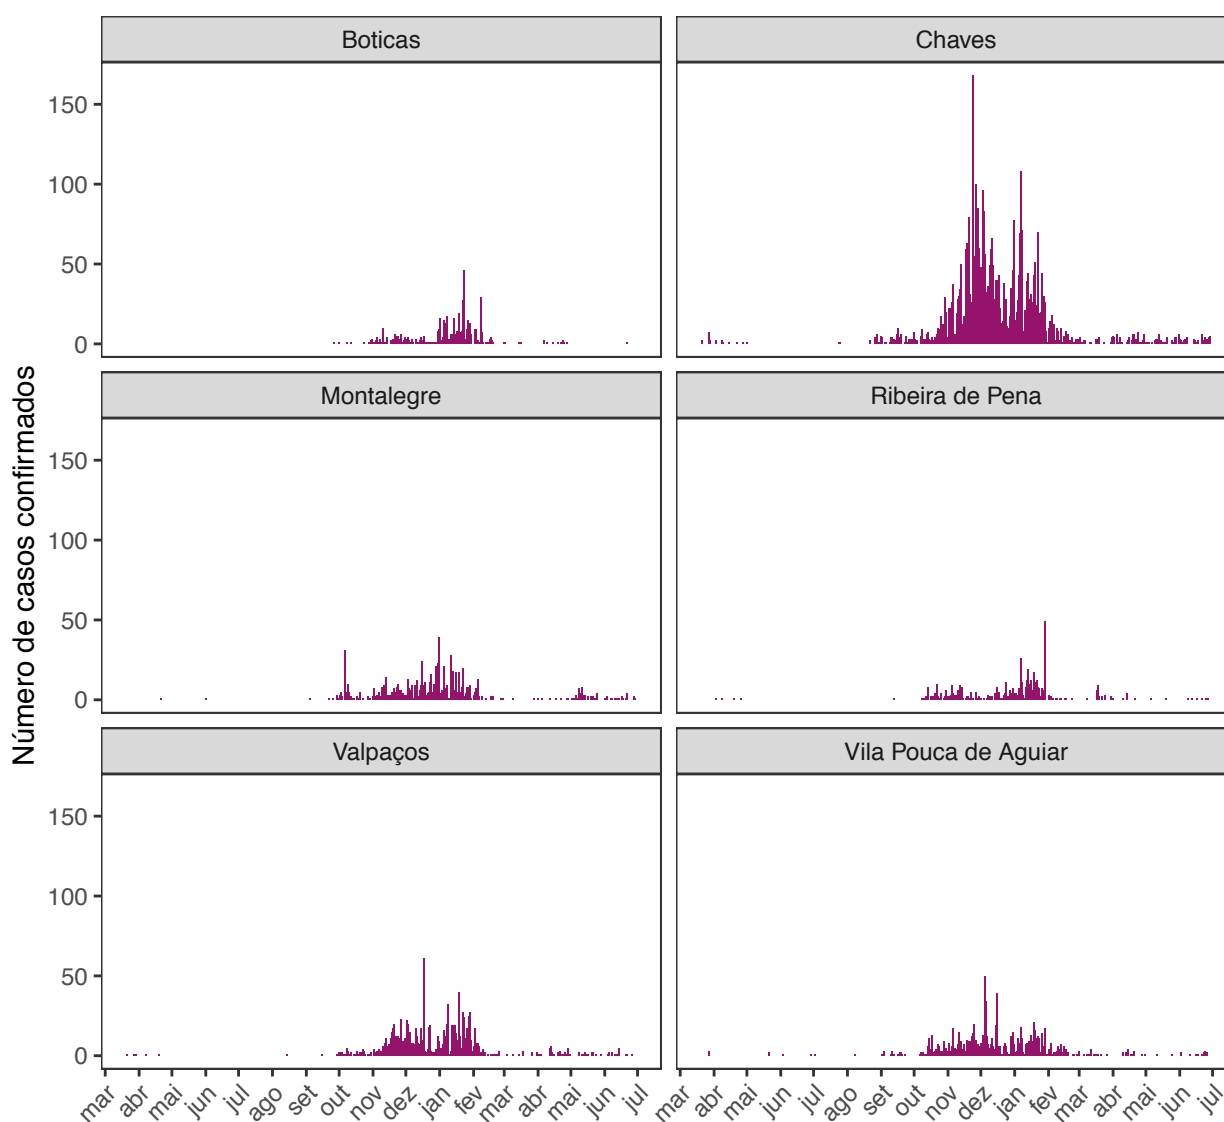 Boticas
Chaves
150
100
50
0
Montalegre
Ribeira de Pena
150
100
50
0
Número de casos confirmados
Valpaços
Vila Pouca de Aguiar
150
100
50
0
mar abr mai jun jul ago set out nov dez jan fev mar abr mai jun jul
mar abr mai jun jul ago set out nov dez jan fev mar abr mai jun jul